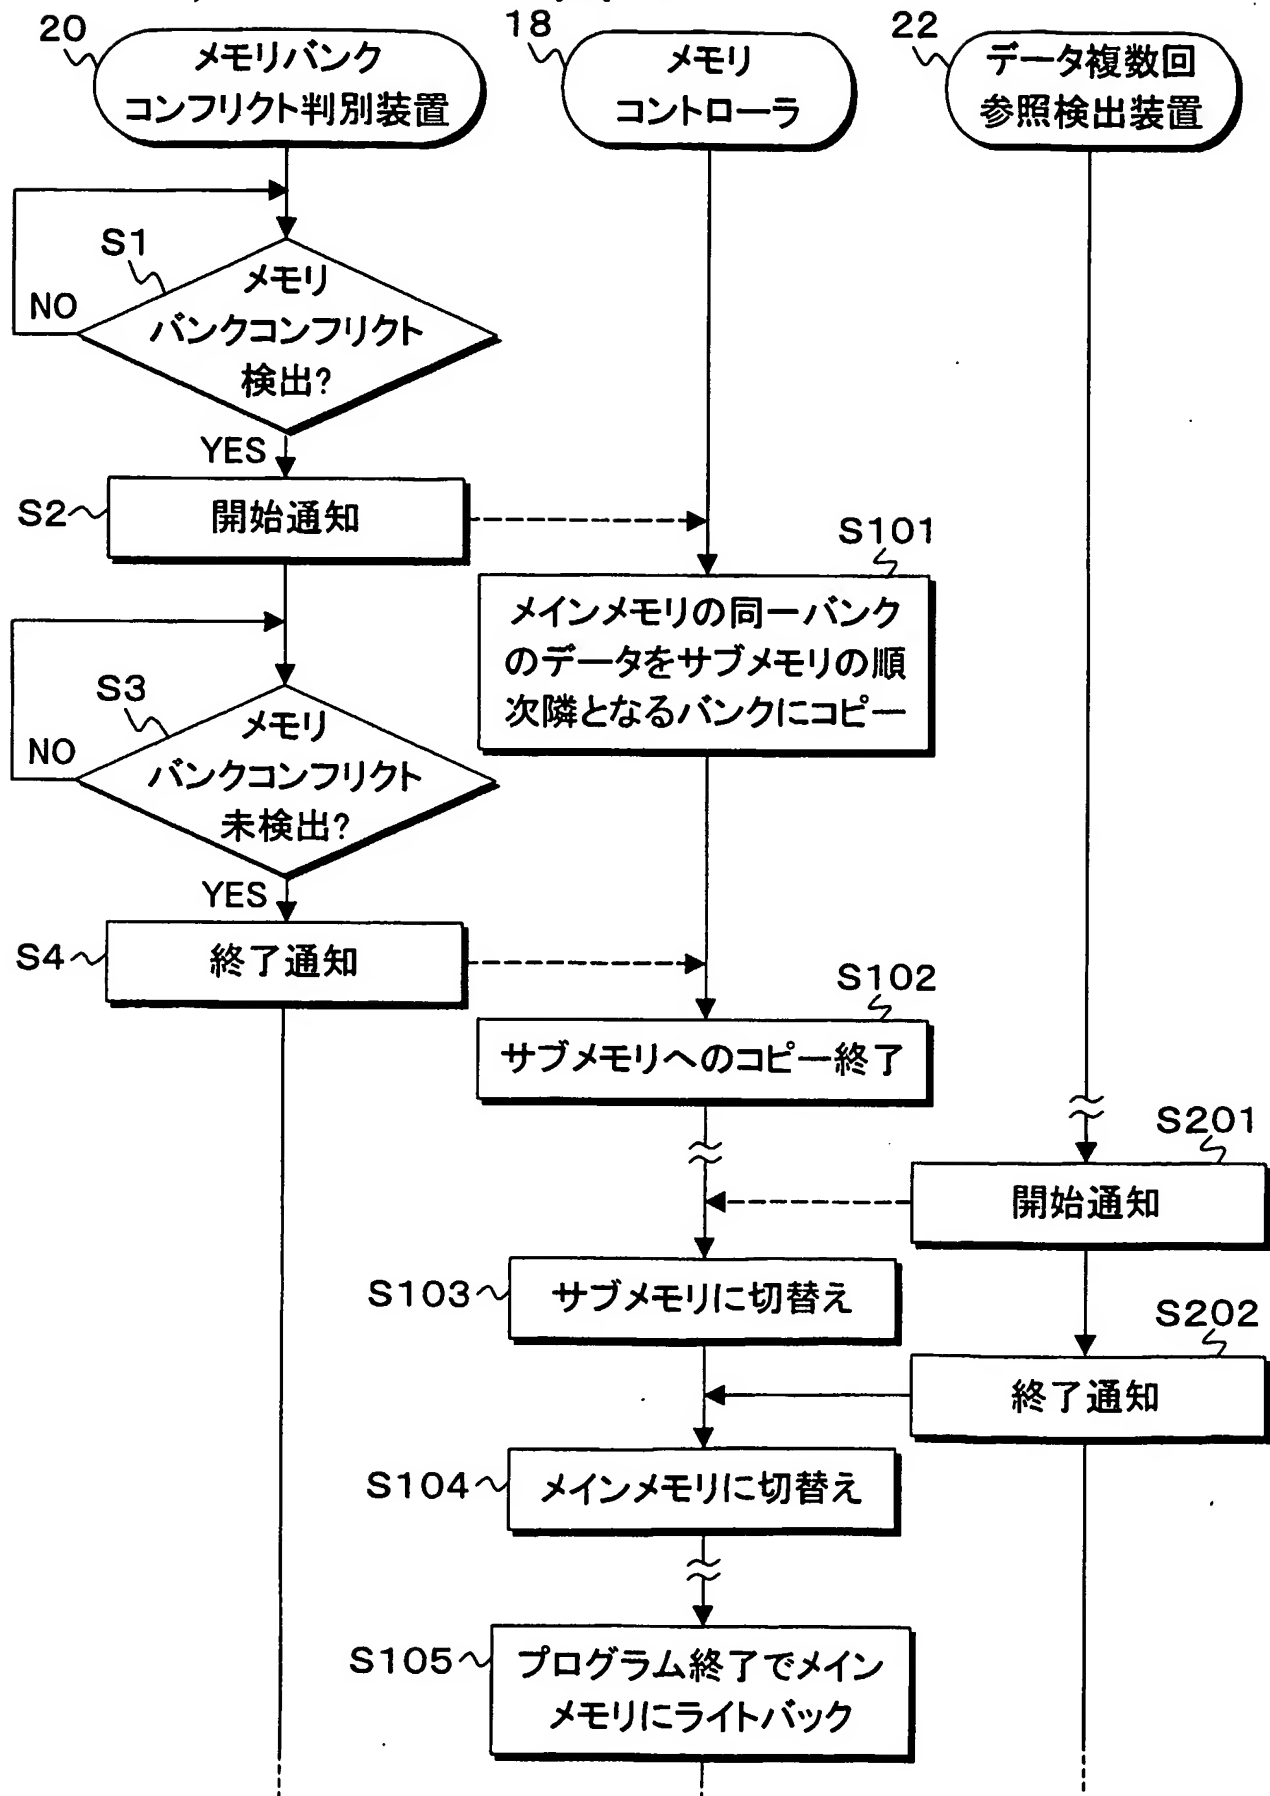 20
メモリバンク
コンフリクト判別装置
18
メモリ
コントローラ
22
データ複数回
参照検出装置
S1
メモリ
バンクコンフリクト
検出?
NO
YES
S2
開始通知
S101
メインメモリの同一バンク
のデータをサブメモリの順
次隣となるバンクにコピー
S3
メモリ
バンクコンフリクト
未検出?
NO
YES
S4
終了通知
S102
サブメモリへのコピー終了
S201
開始通知
S103
サブメモリに切替え
S202
終了通知
S104
メインメモリに切替え
S105
プログラム終了でメイン
メモリにライトバック